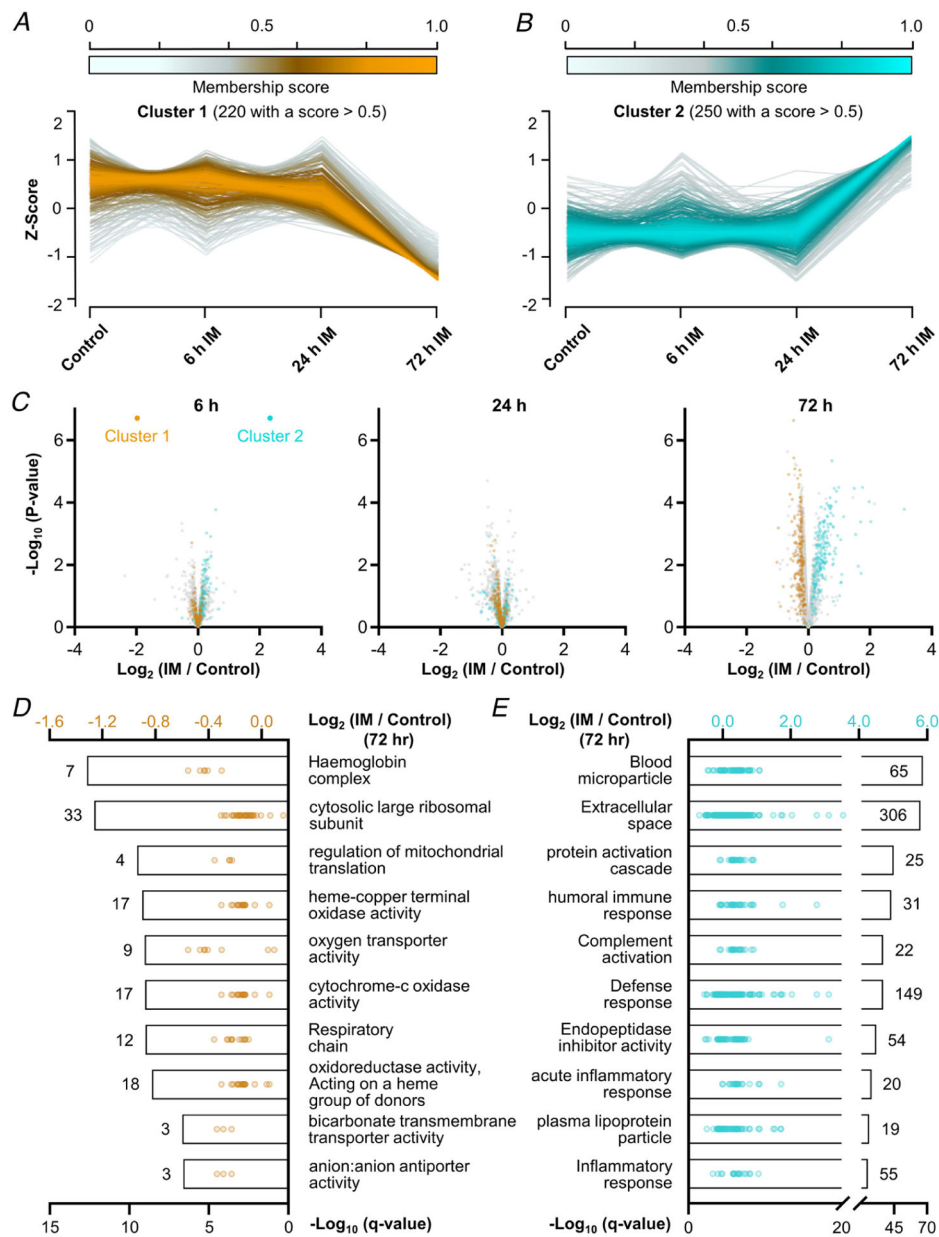 A
0 0.5 1.0
Membership score
Cluster 1 (220 with a score > 0.5)
Z-Score
2
1
0
-1
-2
Control 6 h IM 24 h IM 72 h IM
B
0 0.5 1.0
Membership score
Cluster 2 (250 with a score > 0.5)
2
1
0
-1
-2
Control 6 h IM 24 h IM 72 h IM
C
6 h
Cluster 1
Cluster 2
-Log10 (P-value)
6
4
2
0
-4 -2 0 2 4
Log2 (IM / Control)
24 h
6
4
2
0
-4 -2 0 2 4
Log2 (IM / Control)
72 h
6
4
2
0
-4 -2 0 2 4
Log2 (IM / Control)
D
-1.6 -1.2 -0.8 -0.4 0.0
Log2 (IM / Control)
(72 hr)
7
Haemoglobin
complex
33
cytosolic large ribosomal
subunit
4
regulation of mitochondrial
translation
17
heme-copper terminal
oxidase activity
9
oxygen transporter
activity
17
cytochrome-c oxidase
activity
12
Respiratory
chain
18
oxidoreductase activity,
Acting on a heme
group of donors
3
bicarbonate transmembrane
transporter activity
3
anion:anion antiporter
activity
15 10 5 0
-Log10 (q-value)
E
Log2 (IM / Control)
(72 hr)
0.0 2.0 4.0 6.0
Blood
microparticle
65
Extracellular
space
306
protein activation
cascade
25
humoral immune
response
31
Complement
activation
22
Defense
response
149
Endopeptidase
inhibitor activity
54
acute inflammatory
response
20
plasma lipoprotein
particle
19
Inflammatory
response
55
-Log10 (q-value)
0 20 45 70